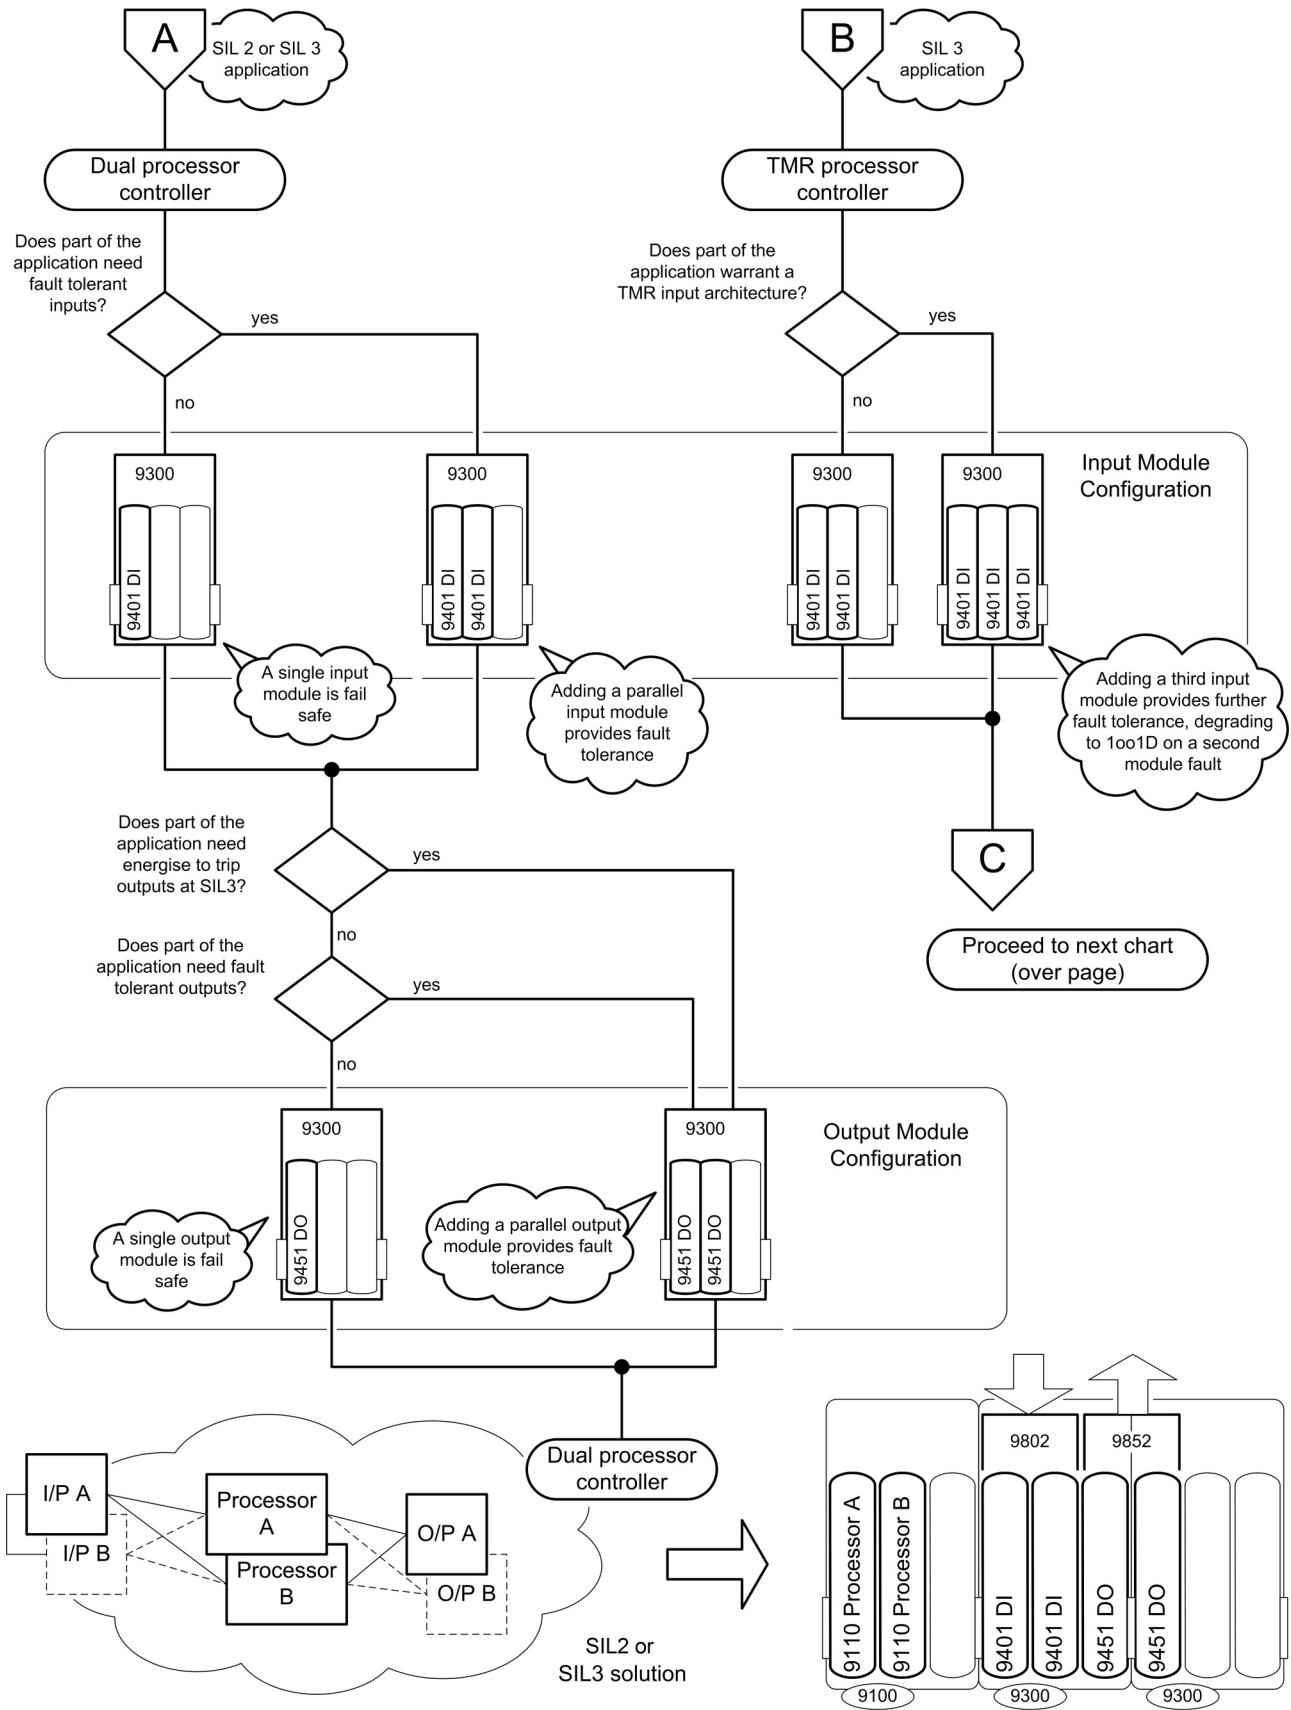 A
SIL 2 or SIL 3
application
B
SIL 3
application
Dual processor
controller
TMR processor
controller
Does part of the
application need
fault tolerant
inputs?
yes
no
Does part of the
application warrant a
TMR input architecture?
yes
no
Input Module
Configuration
9300
9401 DI
9300
9401 DI
9401 DI
9300
9401 DI
9401 DI
9300
9401 DI
9401 DI
9401 DI
A single input
module is fail
safe
Adding a parallel
input module
provides fault
tolerance
Adding a third input
module provides further
fault tolerance, degrading
to 1oo1D on a second
module fault
Does part of the
application need
energise to trip
outputs at SIL3?
yes
no
C
Proceed to next chart
(over page)
Does part of the
application need fault
tolerant outputs?
yes
no
Output Module
Configuration
9300
9451 DO
9300
9451 DO
9451 DO
A single output
module is fail
safe
Adding a parallel output
module provides fault
tolerance
Dual processor
controller
I/P A
I/P B
Processor
A
Processor
B
O/P A
O/P B
SIL2 or
SIL3 solution
9802
9852
9110 Processor A
9110 Processor B
9401 DI
9401 DI
9451 DO
9451 DO
9100
9300
9300